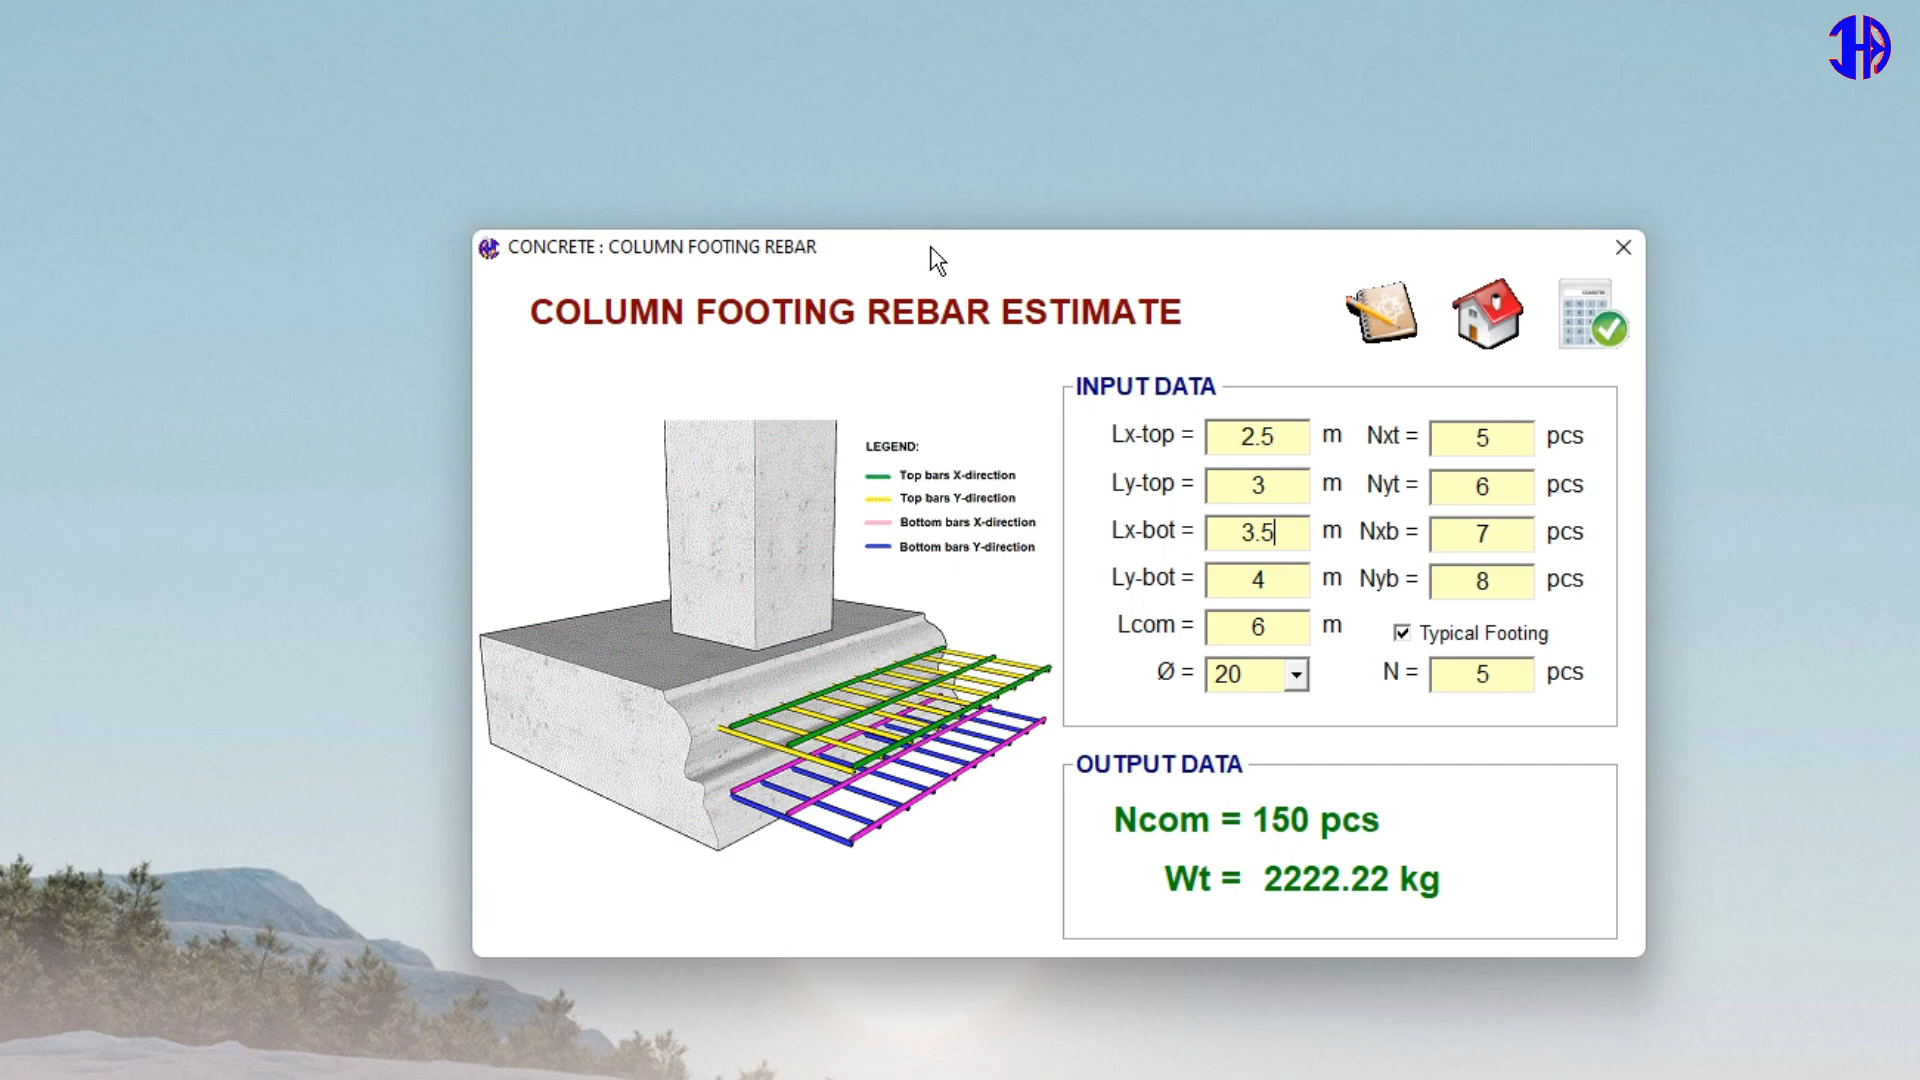 CONCRETE : COLUMN FOOTING REBAR
COLUMN FOOTING REBAR ESTIMATE
LEGEND:
Top bars X-direction
Top bars Y-direction
Bottom bars X-direction
Bottom bars Y-direction
INPUT DATA
Lx-top = 2.5 m Nxt = 5 pcs
Ly-top = 3 m Nyt = 6 pcs
Lx-bot = 3.5 m Nxb = 7 pcs
Ly-bot = 4 m Nyb = 8 pcs
Lcom = 6 m
Typical Footing
Ø = 20 N = 5 pcs
OUTPUT DATA
Ncom = 150 pcs
Wt = 2222.22 kg